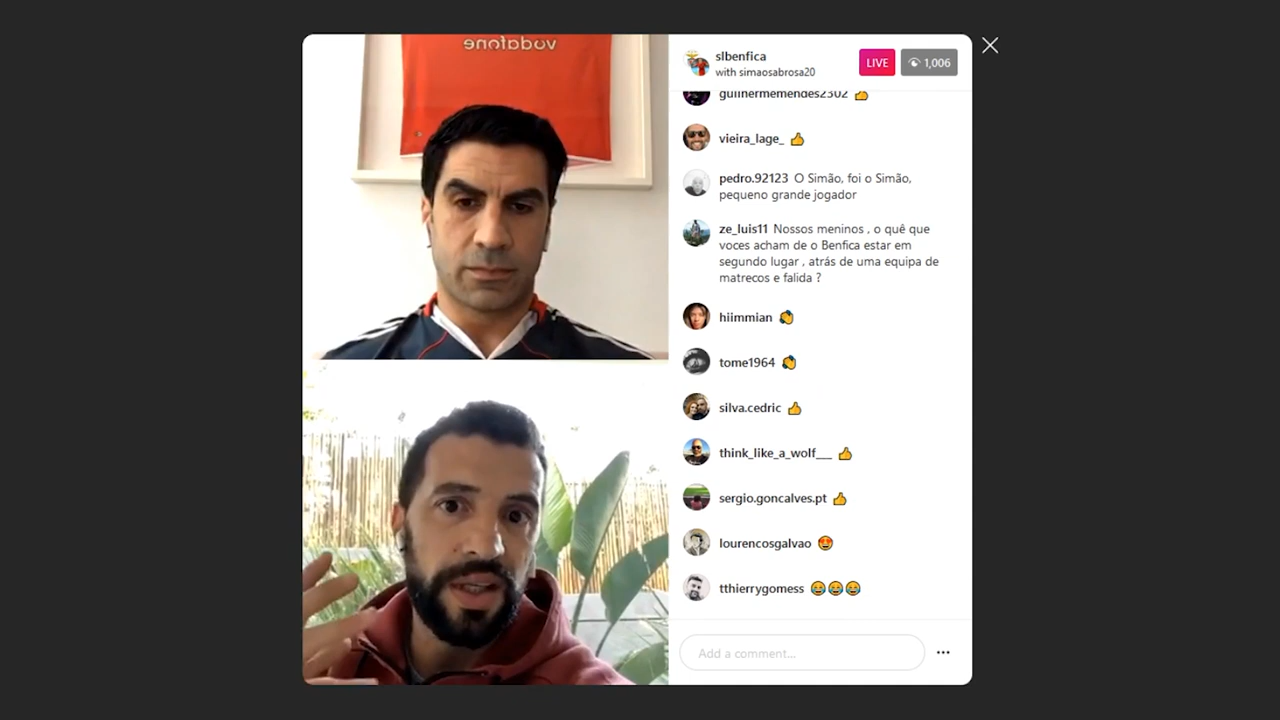 vodafone
slbenfica
with simaosabrosa20
LIVE
1,006
guilhermemendes2302 👍
vieira_lage_ 👍
pedro.92123 O Simão, foi o Simão,
pequeno grande jogador
ze_luis11 Nossos meninos , o quê que
voces acham de o Benfica estar em
segundo lugar , atrás de uma equipa de
matrecos e falida ?
hiimmian 👏
tome1964 👏
silva.cedric 👍
think_like_a_wolf___ 👍
sergio.goncalves.pt 👍
lourencosgalvao 😍
tthierrygomess 😂😂😂
Add a comment...